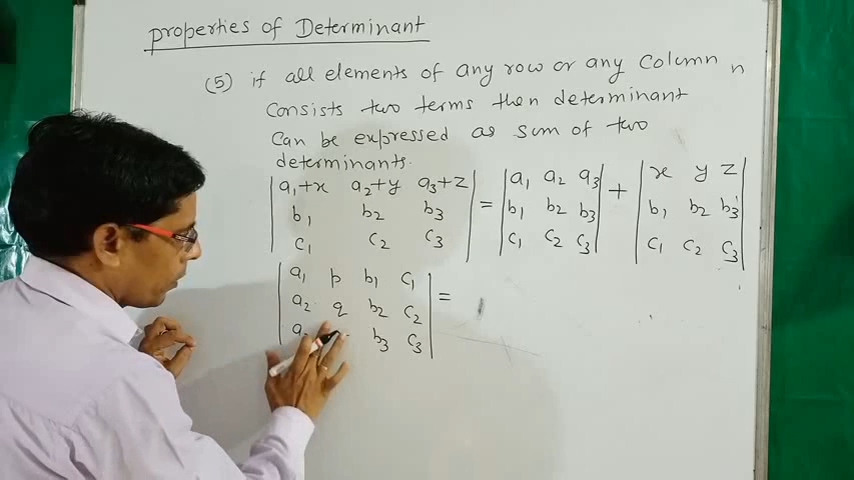 properties of Determinant
(5) if all elements of any row or any Column n
Consists two terms then determinant
Can be expressed as sum of two
determinants.
| a₁+x a₂+y a₃+z | = | a₁ a₂ a₃ | + | x y z |
| b₁ b₂ b₃ | | b₁ b₂ b₃ | | b₁ b₂ b₃ |
| c₁ c₂ c₃ | | c₁ c₂ c₃ | | c₁ c₂ c₃ |
| a₁ p b₁ c₁ | =
| a₂ q b₂ c₂ |
| a b₃ c₃ |